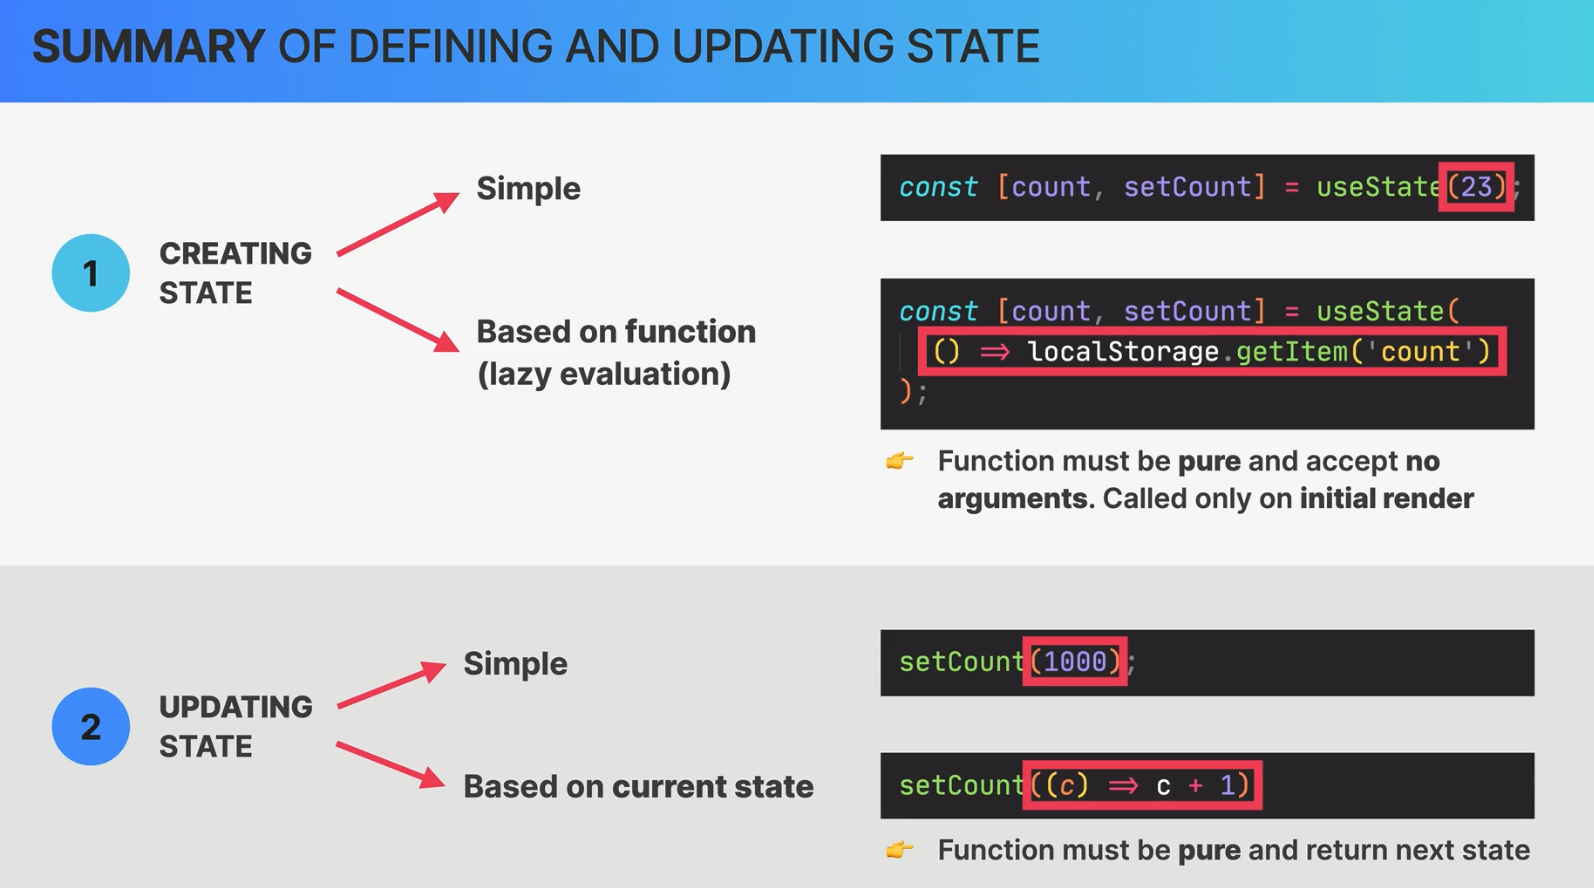 SUMMARY OF DEFINING AND UPDATING STATE
1
CREATING
STATE
Simple
const [count, setCount] = useState(23);
Based on function
(lazy evaluation)
const [count, setCount] = useState(
() => localStorage.getItem('count')
);
👉 Function must be pure and accept no
arguments. Called only on initial render
2
UPDATING
STATE
Simple
setCount(1000);
Based on current state
setCount((c) => c + 1)
👉 Function must be pure and return next state